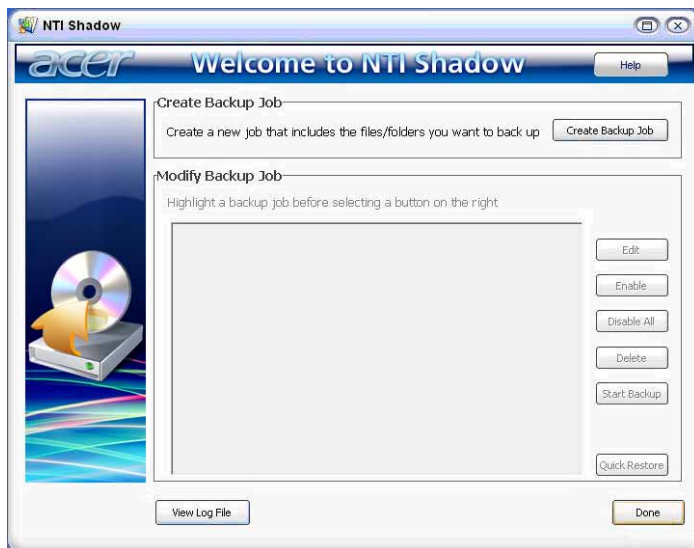 NTI Shadow
acer Welcome to NTI Shadow Help
Create Backup Job
Create a new job that includes the files/folders you want to back up Create Backup Job
Modify Backup Job
Highlight a backup job before selecting a button on the right
Edit
Enable
Disable All
Delete
Start Backup
Quick Restore
View Log File Done